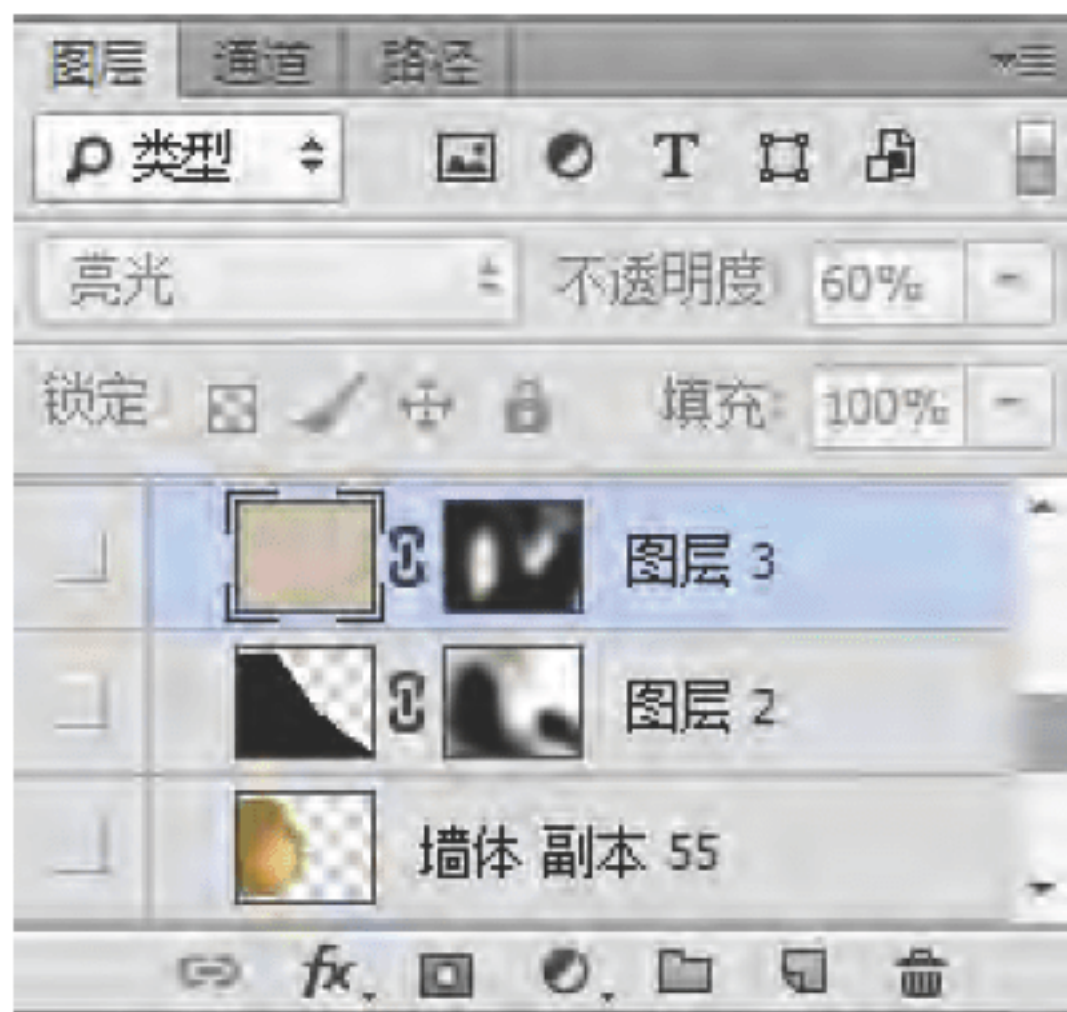 图层 通道 路径
类型 T
亮光 不透明度: 60%
锁定: 填充: 100%
图层 3
图层 2
墙体 副本 55
fx